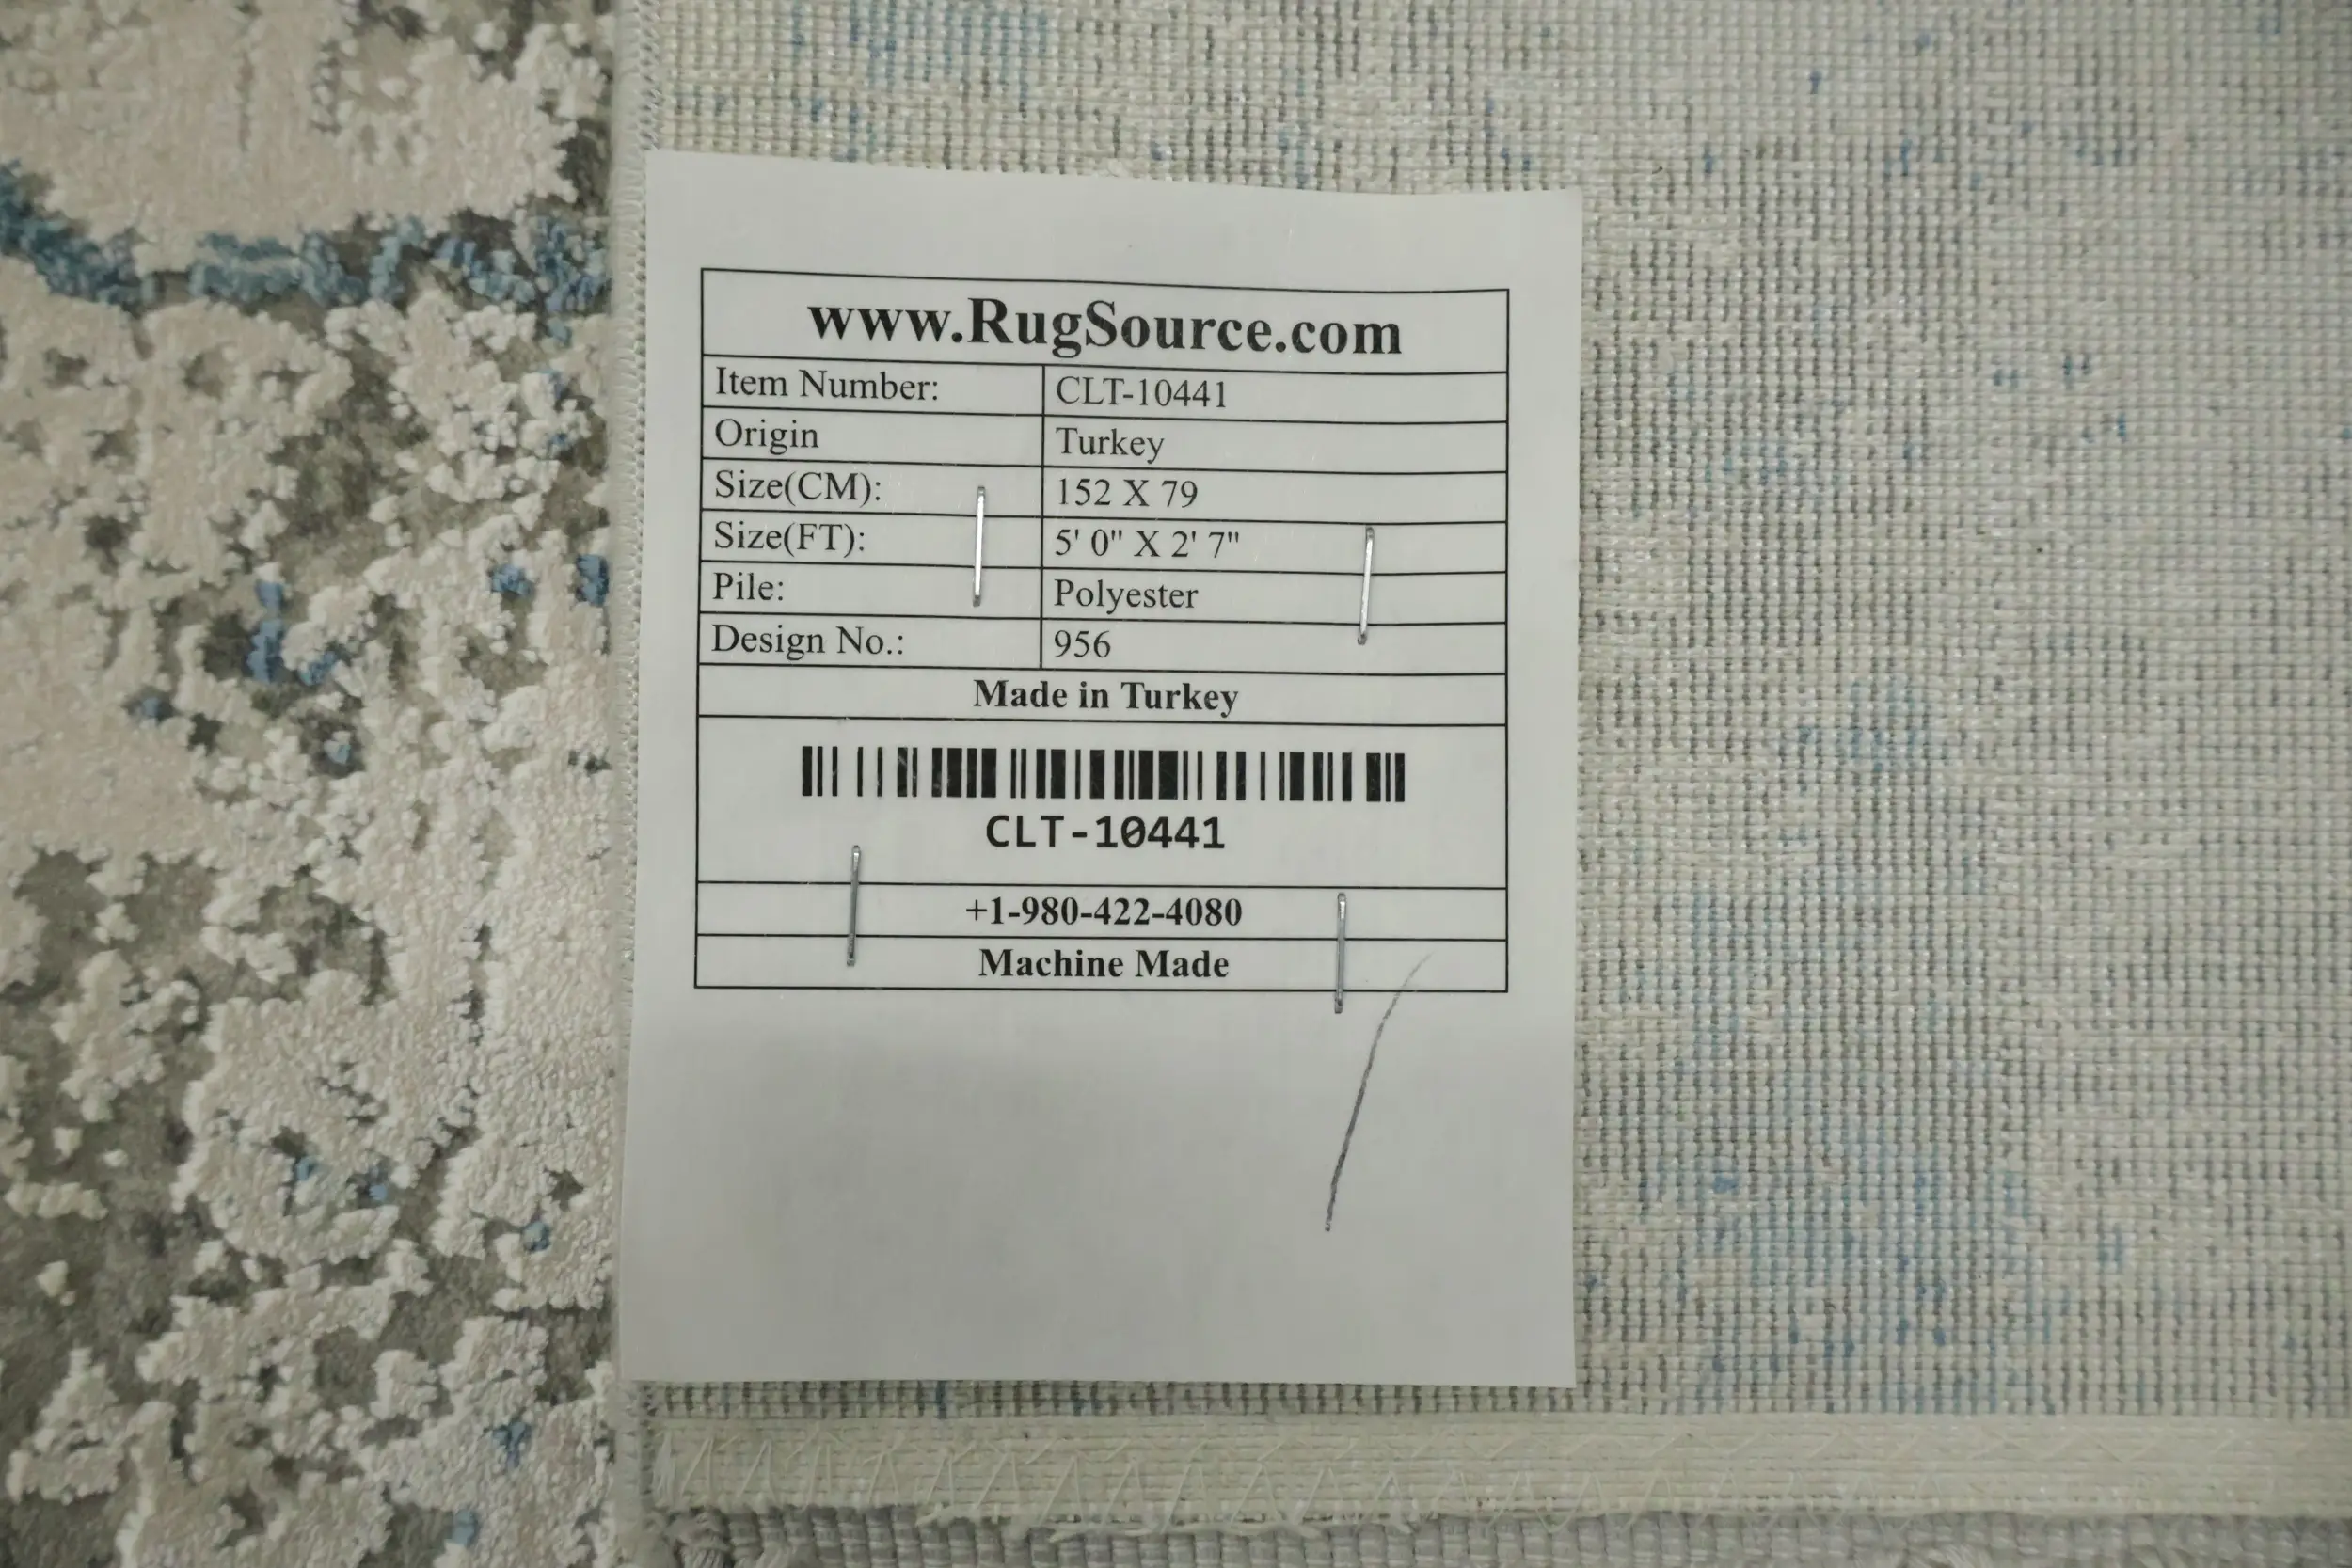 www.RugSource.com
Item Number: CLT-10441
Origin Turkey
Size(CM): 152 X 79
Size(FT): 5' 0" X 2' 7"
Pile: Polyester
Design No.: 956
Made in Turkey
CLT-10441
+1-980-422-4080
Machine Made